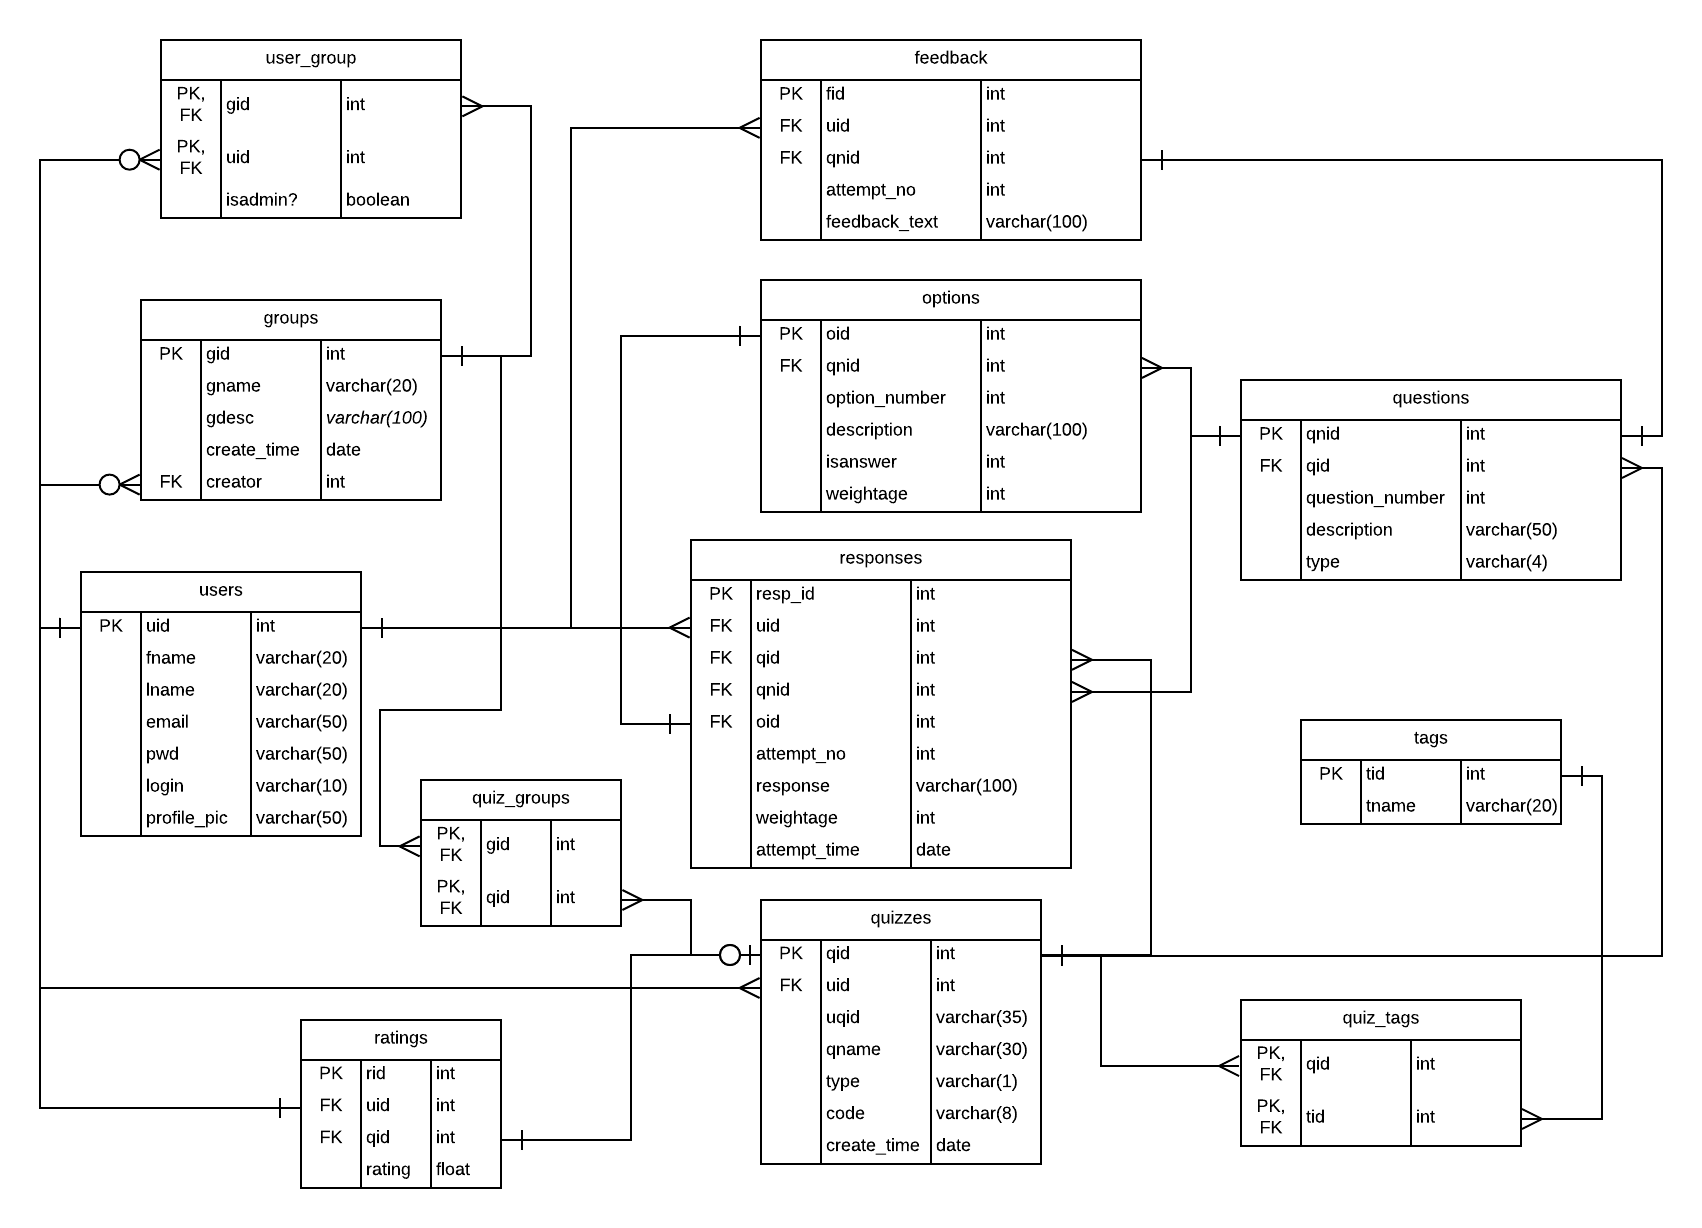 user_group
PK,
FK
gid
int
PK,
FK
uid
int
isadmin?
boolean
feedback
PK fid int
FK uid int
FK qnid int
attempt_no int
feedback_text varchar(100)
groups
PK gid int
gname varchar(20)
gdesc varchar(100)
create_time date
FK creator int
options
PK oid int
FK qnid int
option_number int
description varchar(100)
isanswer int
weightage int
questions
PK qnid int
FK qid int
question_number int
description varchar(50)
type varchar(4)
users
PK uid int
fname varchar(20)
lname varchar(20)
email varchar(50)
pwd varchar(50)
login varchar(10)
profile_pic varchar(50)
responses
PK resp_id int
FK uid int
FK qid int
FK qnid int
FK oid int
attempt_no int
response varchar(100)
weightage int
attempt_time date
tags
PK tid int
tname varchar(20)
quiz_groups
PK,
FK
gid
int
PK,
FK
qid
int
quizzes
PK qid int
FK uid int
uqid varchar(35)
qname varchar(30)
type varchar(1)
code varchar(8)
create_time date
ratings
PK rid int
FK uid int
FK qid int
rating float
quiz_tags
PK,
FK
qid
int
PK,
FK
tid
int